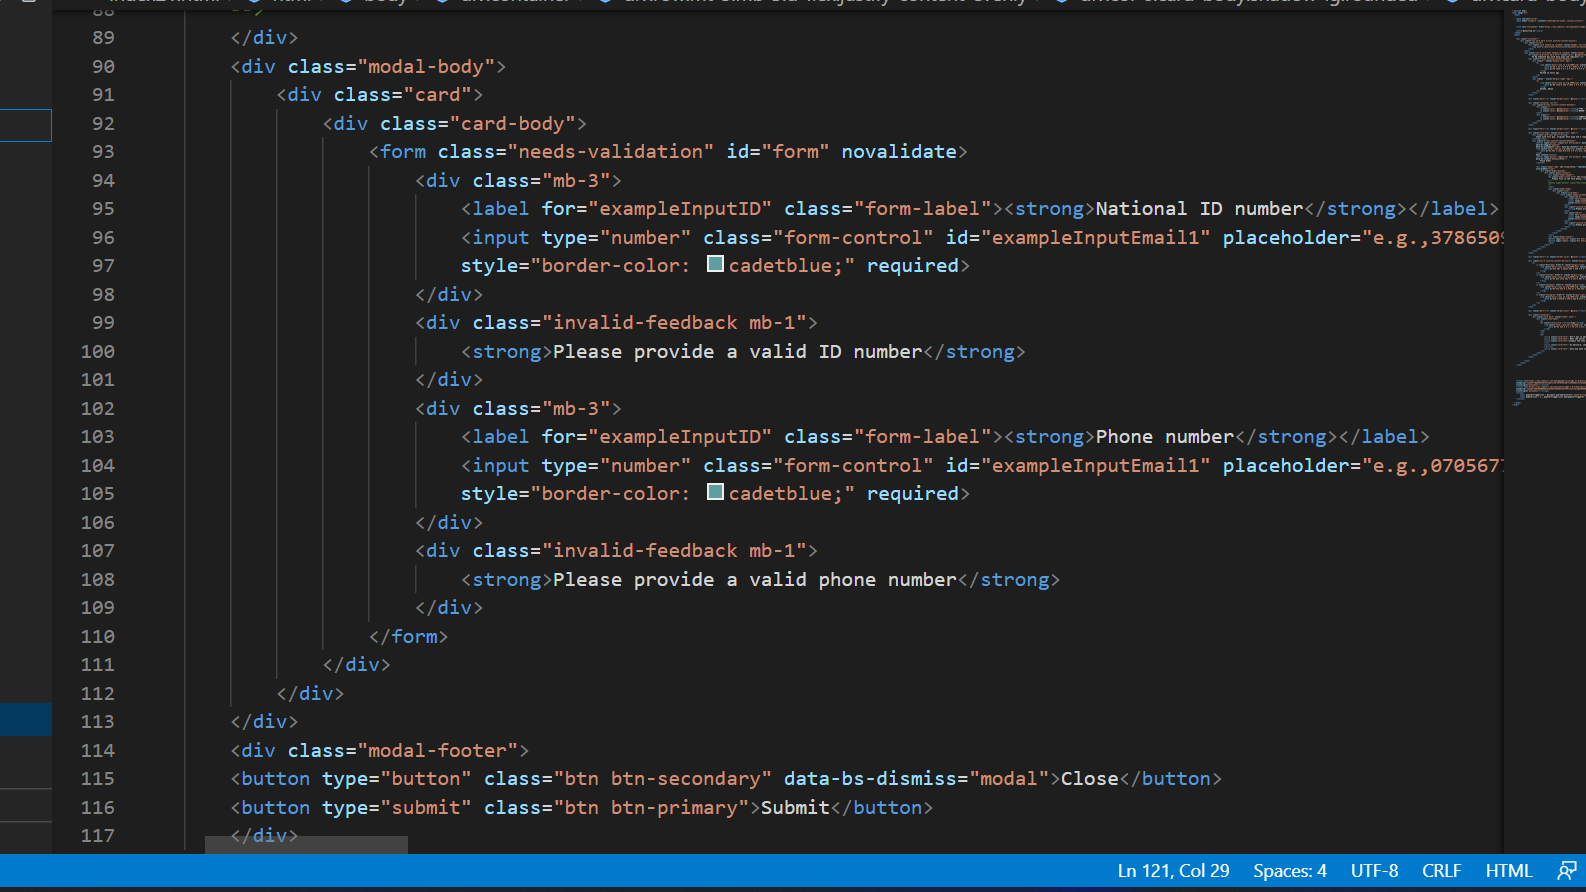 88
89 </div>
90 <div class="modal-body">
91 <div class="card">
92 <div class="card-body">
93 <form class="needs-validation" id="form" novalidate>
94 <div class="mb-3">
95 <label for="exampleInputID" class="form-label"><strong>National ID number</strong></label>
96 <input type="number" class="form-control" id="exampleInputEmail1" placeholder="e.g.,3786509
97 style="border-color: cadetblue;" required>
98 </div>
99 <div class="invalid-feedback mb-1">
100 <strong>Please provide a valid ID number</strong>
101 </div>
102 <div class="mb-3">
103 <label for="exampleInputID" class="form-label"><strong>Phone number</strong></label>
104 <input type="number" class="form-control" id="exampleInputEmail1" placeholder="e.g.,070567
105 style="border-color: cadetblue;" required>
106 </div>
107 <div class="invalid-feedback mb-1">
108 <strong>Please provide a valid phone number</strong>
109 </div>
110 </form>
111 </div>
112 </div>
113 </div>
114 <div class="modal-footer">
115 <button type="button" class="btn btn-secondary" data-bs-dismiss="modal">Close</button>
116 <button type="submit" class="btn btn-primary">Submit</button>
117 </div>
Ln 121, Col 29 Spaces: 4 UTF-8 CRLF HTML